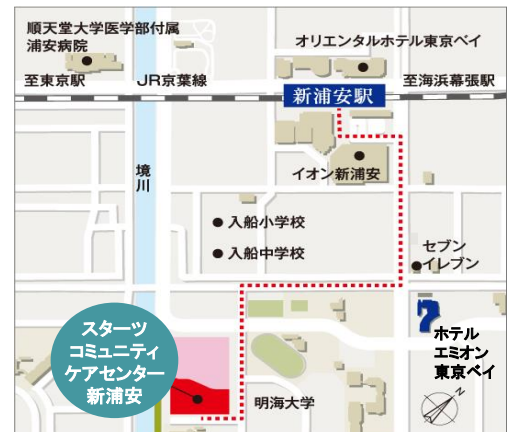 順天堂大学医学部付属
浦安病院
オリエンタルホテル東京ベイ
至東京駅
JR京葉線
至海浜幕張駅
新浦安駅
イオン新浦安
境川
入船小学校
入船中学校
セブン
イレブン
スターツ
コミュニティ
ケアセンター
新浦安
ホテル
エミオン
東京ベイ
明海大学
N